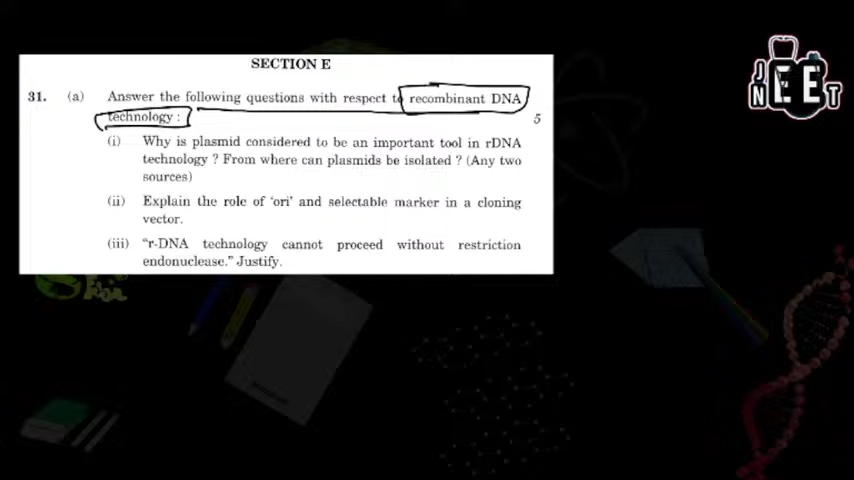 SECTION E
31. (a) Answer the following questions with respect to recombinant DNA
technology : 5
(i) Why is plasmid considered to be an important tool in rDNA
technology ? From where can plasmids be isolated ? (Any two
sources)
(ii) Explain the role of 'ori' and selectable marker in a cloning
vector.
(iii) "r-DNA technology cannot proceed without restriction
endonuclease." Justify.
J
NEET